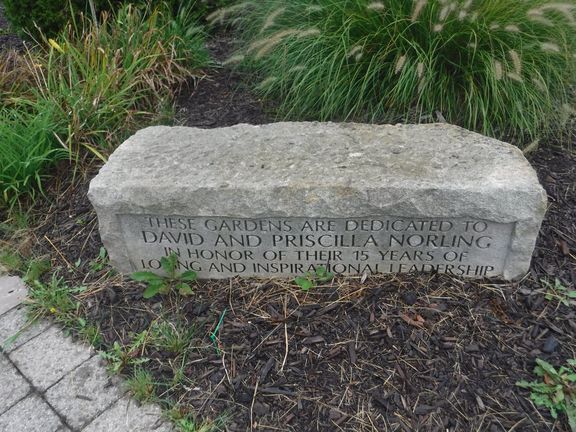 THESE GARDENS ARE DEDICATED TO
DAVID AND PRISCILLA NORLING
IN HONOR OF THEIR 15 YEARS OF
LOVING AND INSPIRATIONAL LEADERSHIP